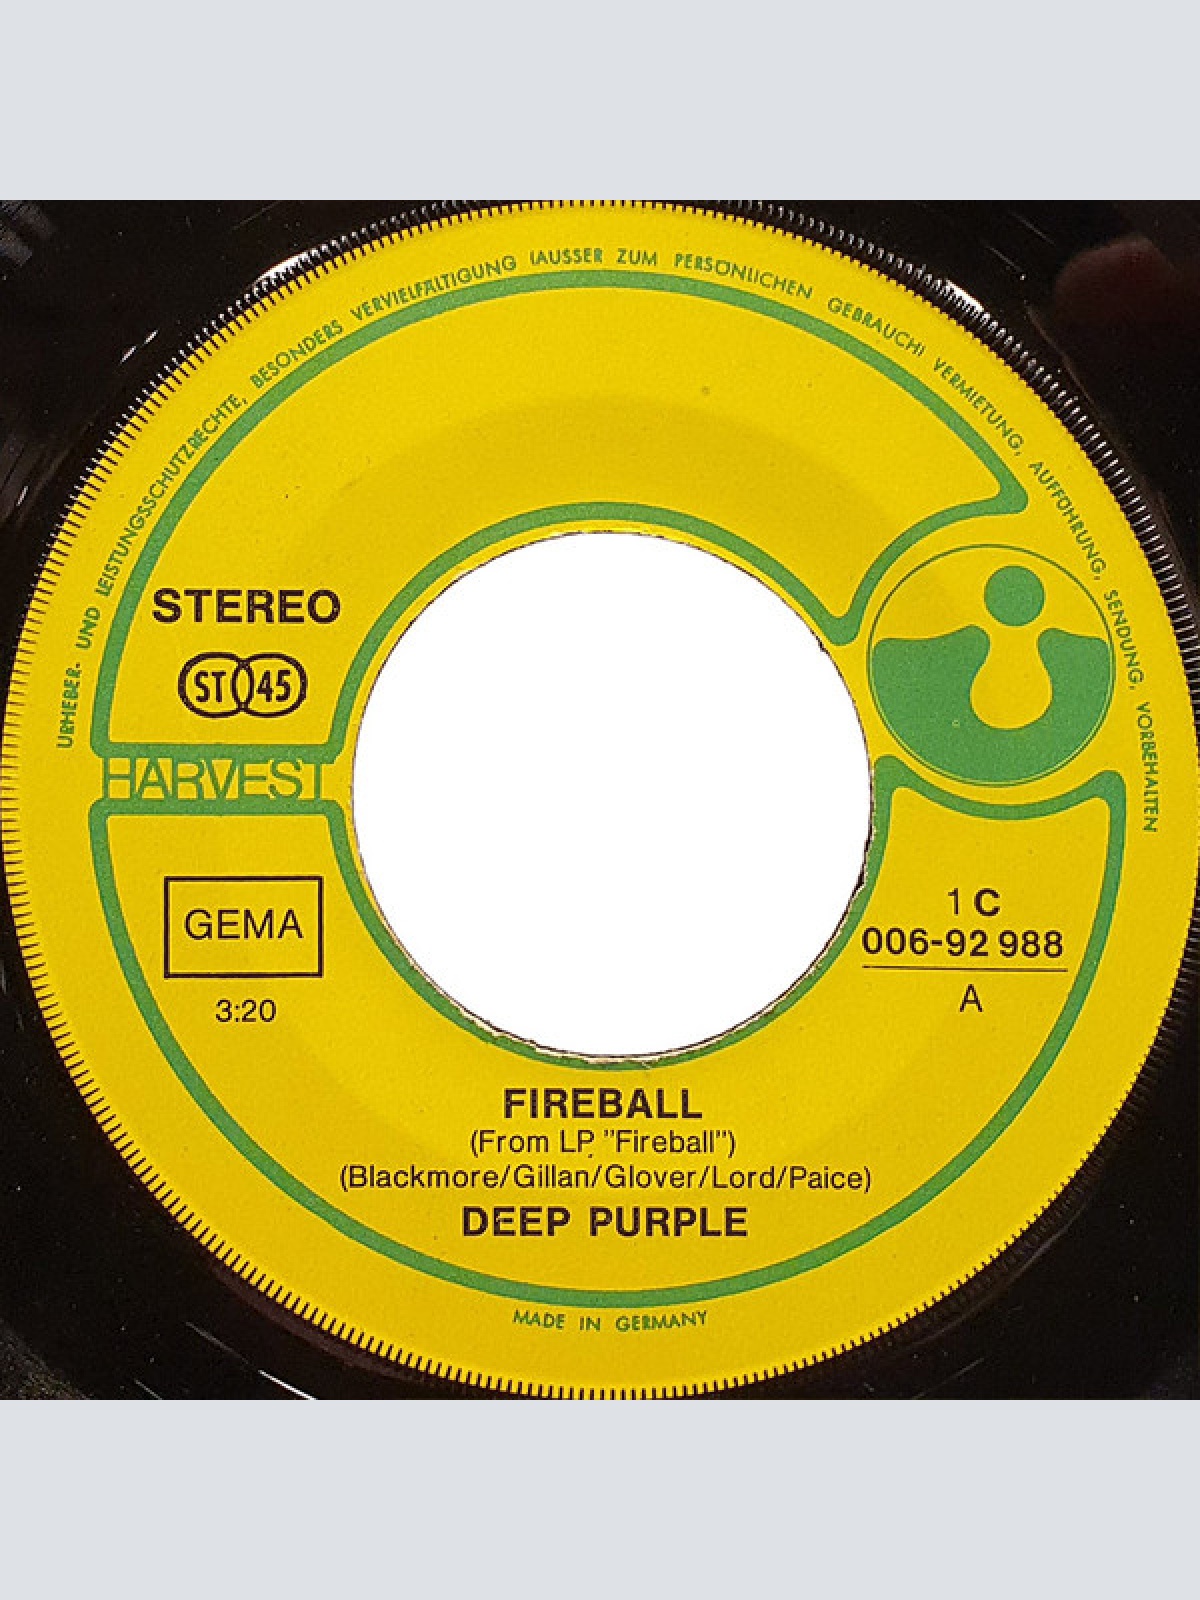 URHEBER- UND LEISTUNGSSCHUTZRECHTE, BESONDERS VERVIELFÄLTIGUNG (AUSSER ZUM PERSÖNLICHEN GEBRAUCH) VERMIETUNG, AUFFÜHRUNG, SENDUNG, VORBEHALTEN
STEREO
ST 45
HARVEST
GEMA
3:20
1 C
006-92 988
A
FIREBALL
(From LP, "Fireball")
(Blackmore/Gillan/Glover/Lord/Paice)
DEEP PURPLE
MADE IN GERMANY